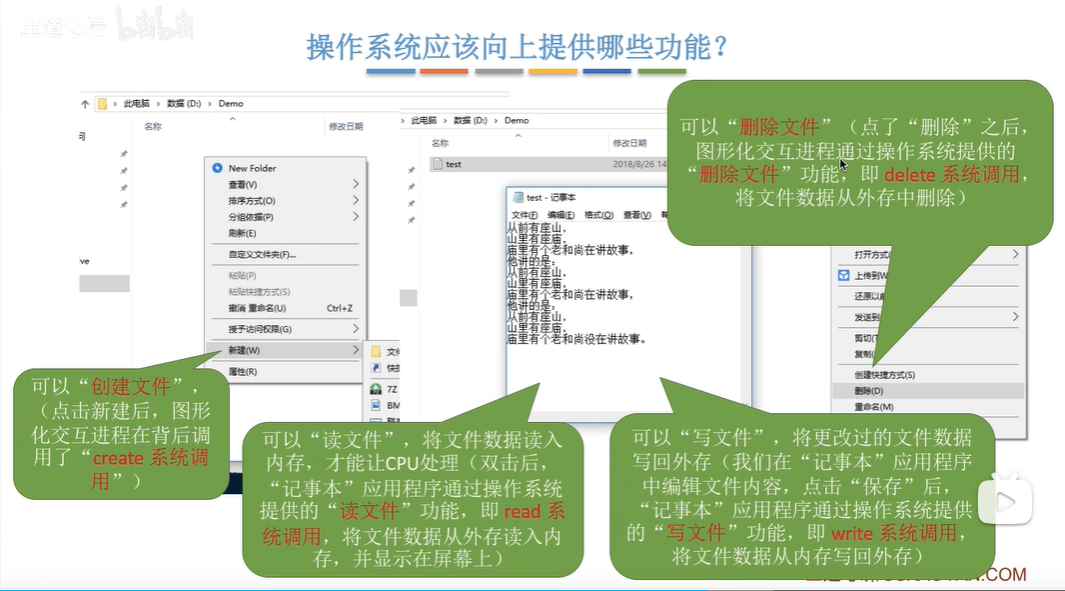 操作系统应该向上提供哪些功能？
此电脑 › 数据 (D:) › Demo
名称
修改日期
New Folder
查看(V)
排序方式(O)
分组依据(P)
刷新(E)
自定义文件夹(F)...
粘贴(P)
粘贴快捷方式(S)
撤消 重命名(U) Ctrl+Z
授予访问权限(G)
新建(W)
属性(R)
7Z
BM
此电脑 › 数据 (D:) › Demo
名称
修改日期
test
2018/8/26 14
test - 记事本
文件(F) 编辑(E) 格式(O) 查看(V)
从前有座山，
山里有座庙，
庙里有个老和尚在讲故事，
他讲的是：
从前有座山，
山里有座庙，
庙里有个老和尚在讲故事，
他讲的是：
从前有座山，
山里有座庙，
庙里有个老和尚没在讲故事。
可以“删除文件”（点了“删除”之后，
图形化交互进程通过操作系统提供的
“删除文件”功能，即 delete 系统调用，
将文件数据从外存中删除）
打开方式
上传到W
还原以前
发送到
剪切(T
复制(
创建快捷方式(S)
删除(D)
重命名(M)
可以“创建文件”，
（点击新建后，图形
化交互进程在背后调
用了“create 系统调
用”）
可以“读文件”，将文件数据读入
内存，才能让CPU处理（双击后，
“记事本”应用程序通过操作系统
提供的“读文件”功能，即 read 系
统调用，将文件数据从外存读入内
存，并显示在屏幕上）
可以“写文件”，将更改过的文件数据
写回外存（我们在“记事本”应用程序
中编辑文件内容，点击“保存”后，
“记事本”应用程序通过操作系统提供
的“写文件”功能，即 write 系统调用，
将文件数据从内存写回外存）